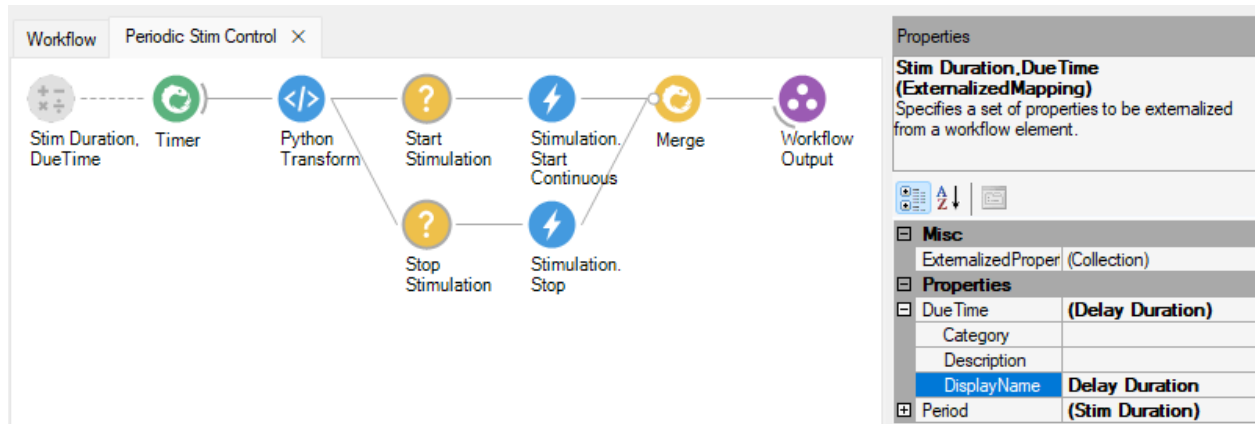 Workflow
Periodic Stim Control ×
Stim Duration,
DueTime
Timer
Python
Transform
Start
Stimulation
Stimulation.
Start
Continuous
Merge
Workflow
Output
Stop
Stimulation
Stimulation.
Stop
Properties
Stim Duration,DueTime
(ExternalizedMapping)
Specifies a set of properties to be externalized
from a workflow element.
Misc
ExternalizedProper (Collection)
Properties
DueTime (Delay Duration)
Category
Description
DisplayName Delay Duration
Period (Stim Duration)